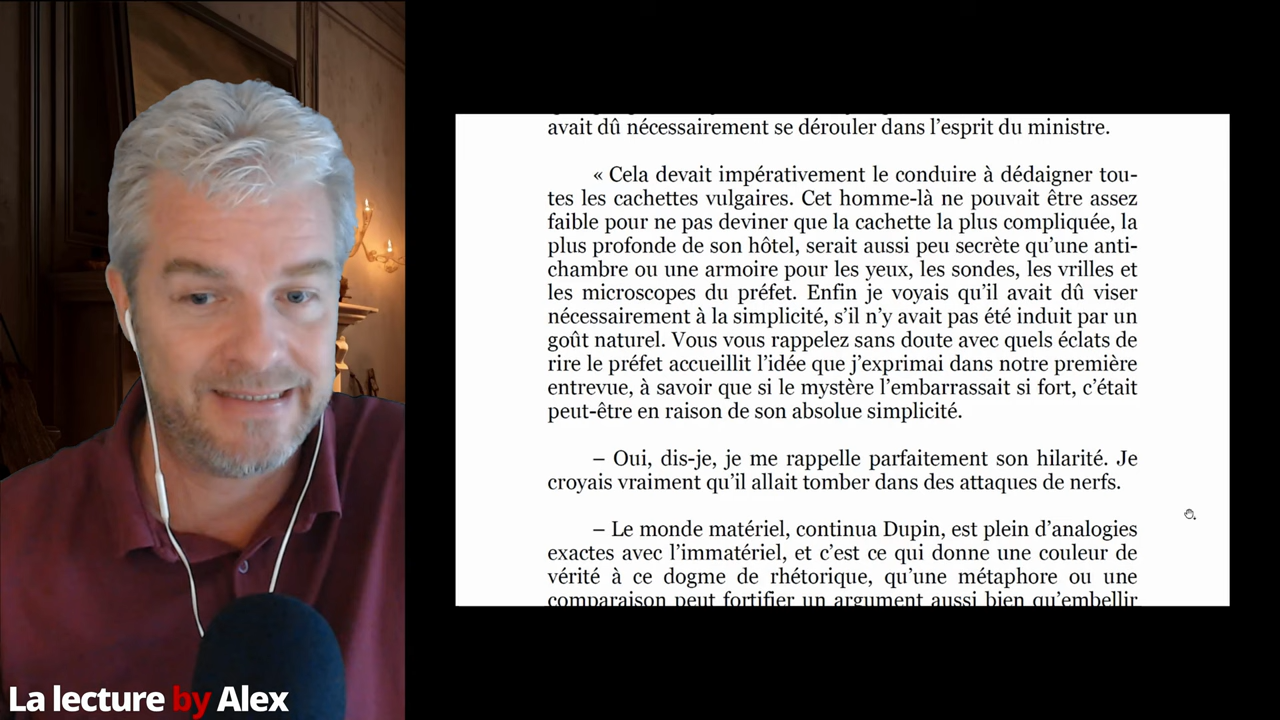 avait dû nécessairement se dérouler dans l’esprit du ministre.
« Cela devait impérativement le conduire à dédaigner tou-
tes les cachettes vulgaires. Cet homme-là ne pouvait être assez
faible pour ne pas deviner que la cachette la plus compliquée, la
plus profonde de son hôtel, serait aussi peu secrète qu’une anti-
chambre ou une armoire pour les yeux, les sondes, les vrilles et
les microscopes du préfet. Enfin je voyais qu’il avait dû viser
nécessairement à la simplicité, s’il n’y avait pas été induit par un
goût naturel. Vous vous rappelez sans doute avec quels éclats de
rire le préfet accueillit l’idée que j’exprimai dans notre première
entrevue, à savoir que si le mystère l’embarrassait si fort, c’était
peut-être en raison de son absolue simplicité.
– Oui, dis-je, je me rappelle parfaitement son hilarité. Je
croyais vraiment qu’il allait tomber dans des attaques de nerfs.
– Le monde matériel, continua Dupin, est plein d’analogies
exactes avec l’immatériel, et c’est ce qui donne une couleur de
vérité à ce dogme de rhétorique, qu’une métaphore ou une
comparaison peut fortifier un argument aussi bien qu’embellir
La lecture by Alex